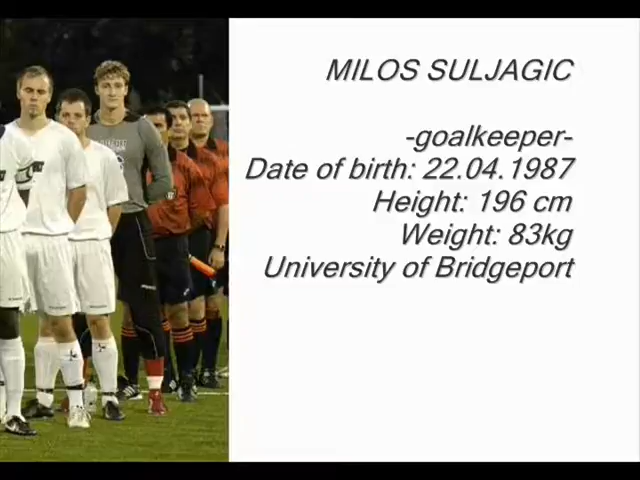 MILOS SULJAGIC
-goalkeeper-
Date of birth: 22.04.1987
Height: 196 cm
Weight: 83kg
University of Bridgeport